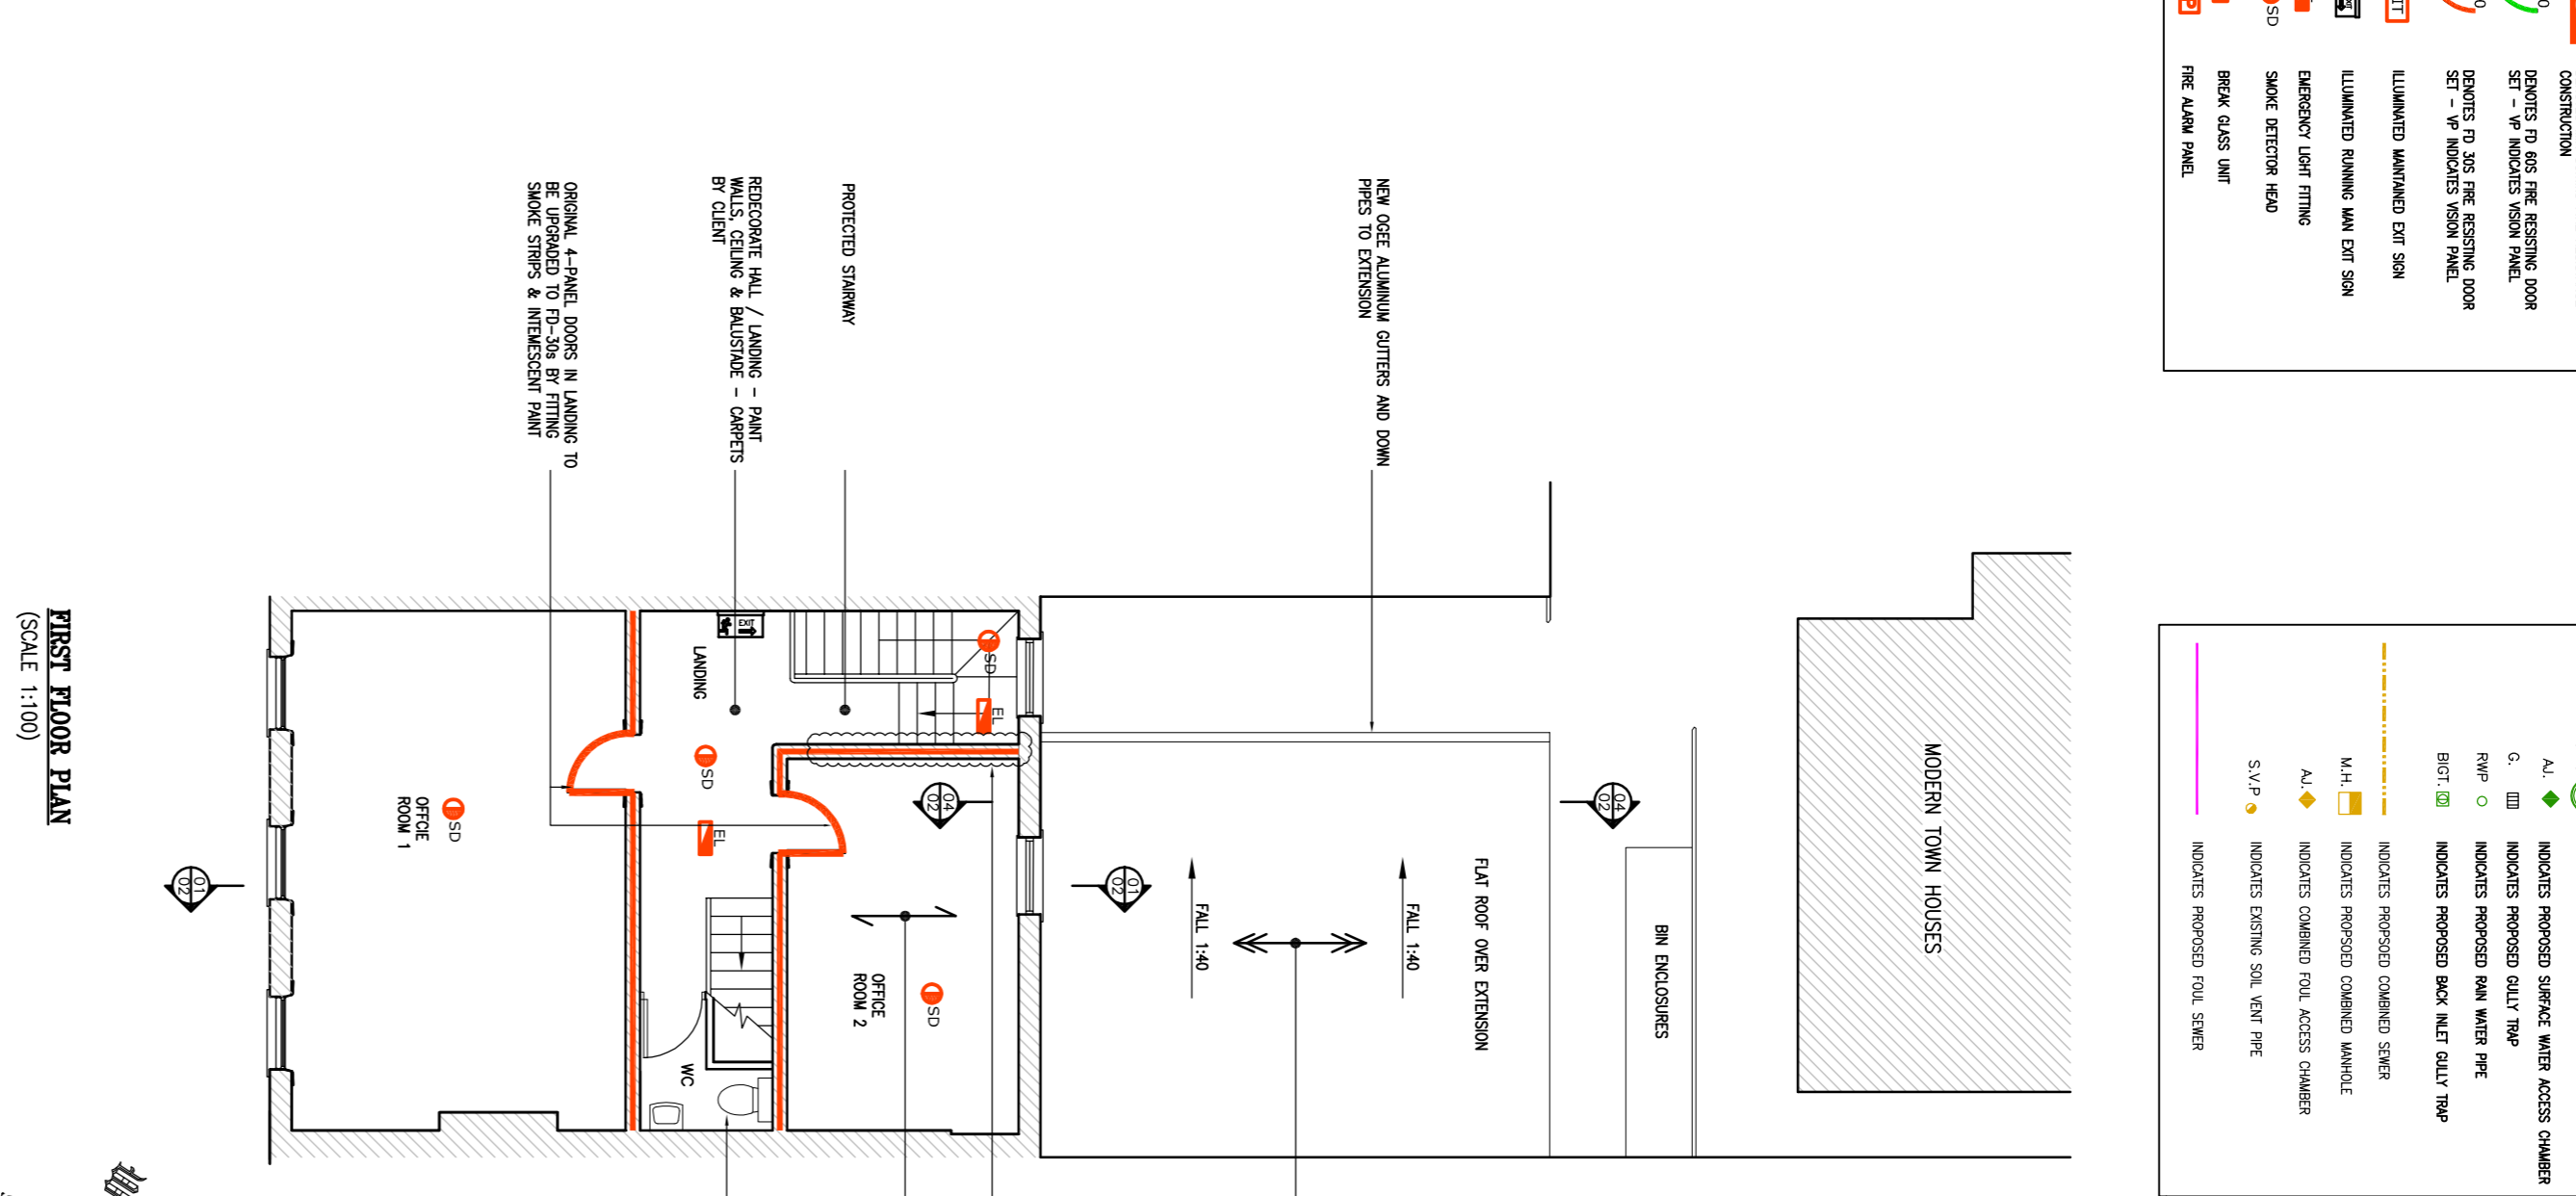 CONSTRUCTION
DENOTES FD 60S FIRE RESISTING DOOR
SET - VP INDICATES VISION PANEL
DENOTES FD 30S FIRE RESISTING DOOR
SET - VP INDICATES VISION PANEL
ILLUMINATED MAINTAINED EXIT SIGN
EXIT
ILLUMINATED RUNNING MAN EXIT SIGN
EMERGENCY LIGHT FITTING
SD
SMOKE DETECTOR HEAD
BREAK GLASS UNIT
FIRE ALARM PANEL
A.J.
INDICATES PROPOSED SURFACE WATER ACCESS CHAMBER
G.
INDICATES PROPOSED GULLY TRAP
RWP
INDICATES PROPOSED RAIN WATER PIPE
BIGT.
INDICATES PROPOSED BACK INLET GULLY TRAP
INDICATES PROPSOED COMBINED SEWER
M.H.
INDICATES PROPSOED COMBINED MANHOLE
A.J.
INDICATES COMBINED FOUL ACCESS CHAMBER
S.V.P
INDICATES EXISTING SOIL VENT PIPE
INDICATES PROPOSED FOUL SEWER
MODERN TOWN HOUSES
BIN ENCLOSURES
04
02
FLAT ROOF OVER EXTENSION
FALL 1:40
FALL 1:40
NEW OGEE ALUMINUM GUTTERS AND DOWN
PIPES TO EXTENSION
01
02
PROTECTED STAIRWAY
REDECORATE HALL / LANDING - PAINT
WALLS, CEILING & BALUSTADE - CARPETS
BY CLIENT
ORIGINAL 4-PANEL DOORS IN LANDING TO
BE UPGRADED TO FD-30s BY FITTING
SMOKE STRIPS & INTEMESCENT PAINT
SD
EL
04
02
SD
OFFICE
ROOM 2
EXIT
LANDING
SD
EL
WC
SD
OFFCIE
ROOM 1
01
02
FIRST FLOOR PLAN
(SCALE 1:100)